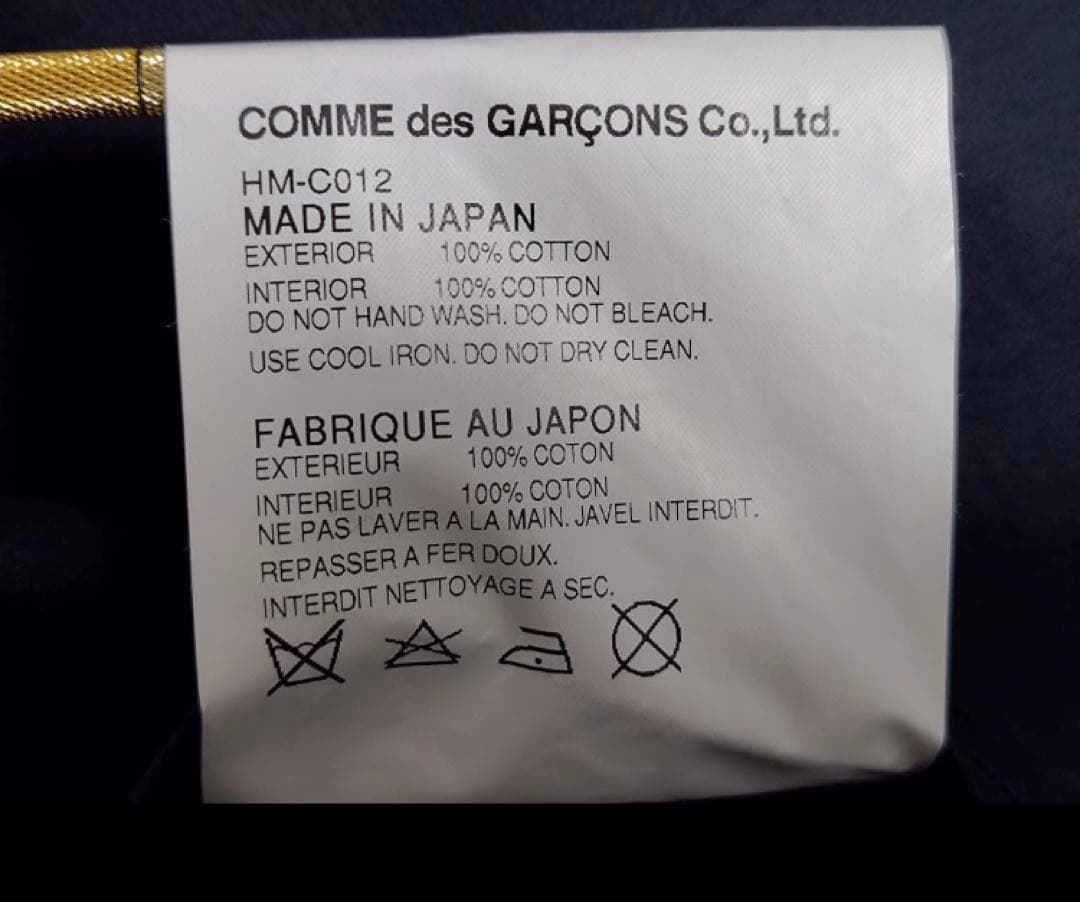 COMME des GARÇONS Co.,Ltd.
HM-C012
MADE IN JAPAN
EXTERIOR 100% COTTON
INTERIOR 100% COTTON
DO NOT HAND WASH. DO NOT BLEACH.
USE COOL IRON. DO NOT DRY CLEAN.
FABRIQUE AU JAPON
EXTERIEUR 100% COTON
INTERIEUR 100% COTON
NE PAS LAVER A LA MAIN. JAVEL INTERDIT.
REPASSER A FER DOUX.
INTERDIT NETTOYAGE A SEC.